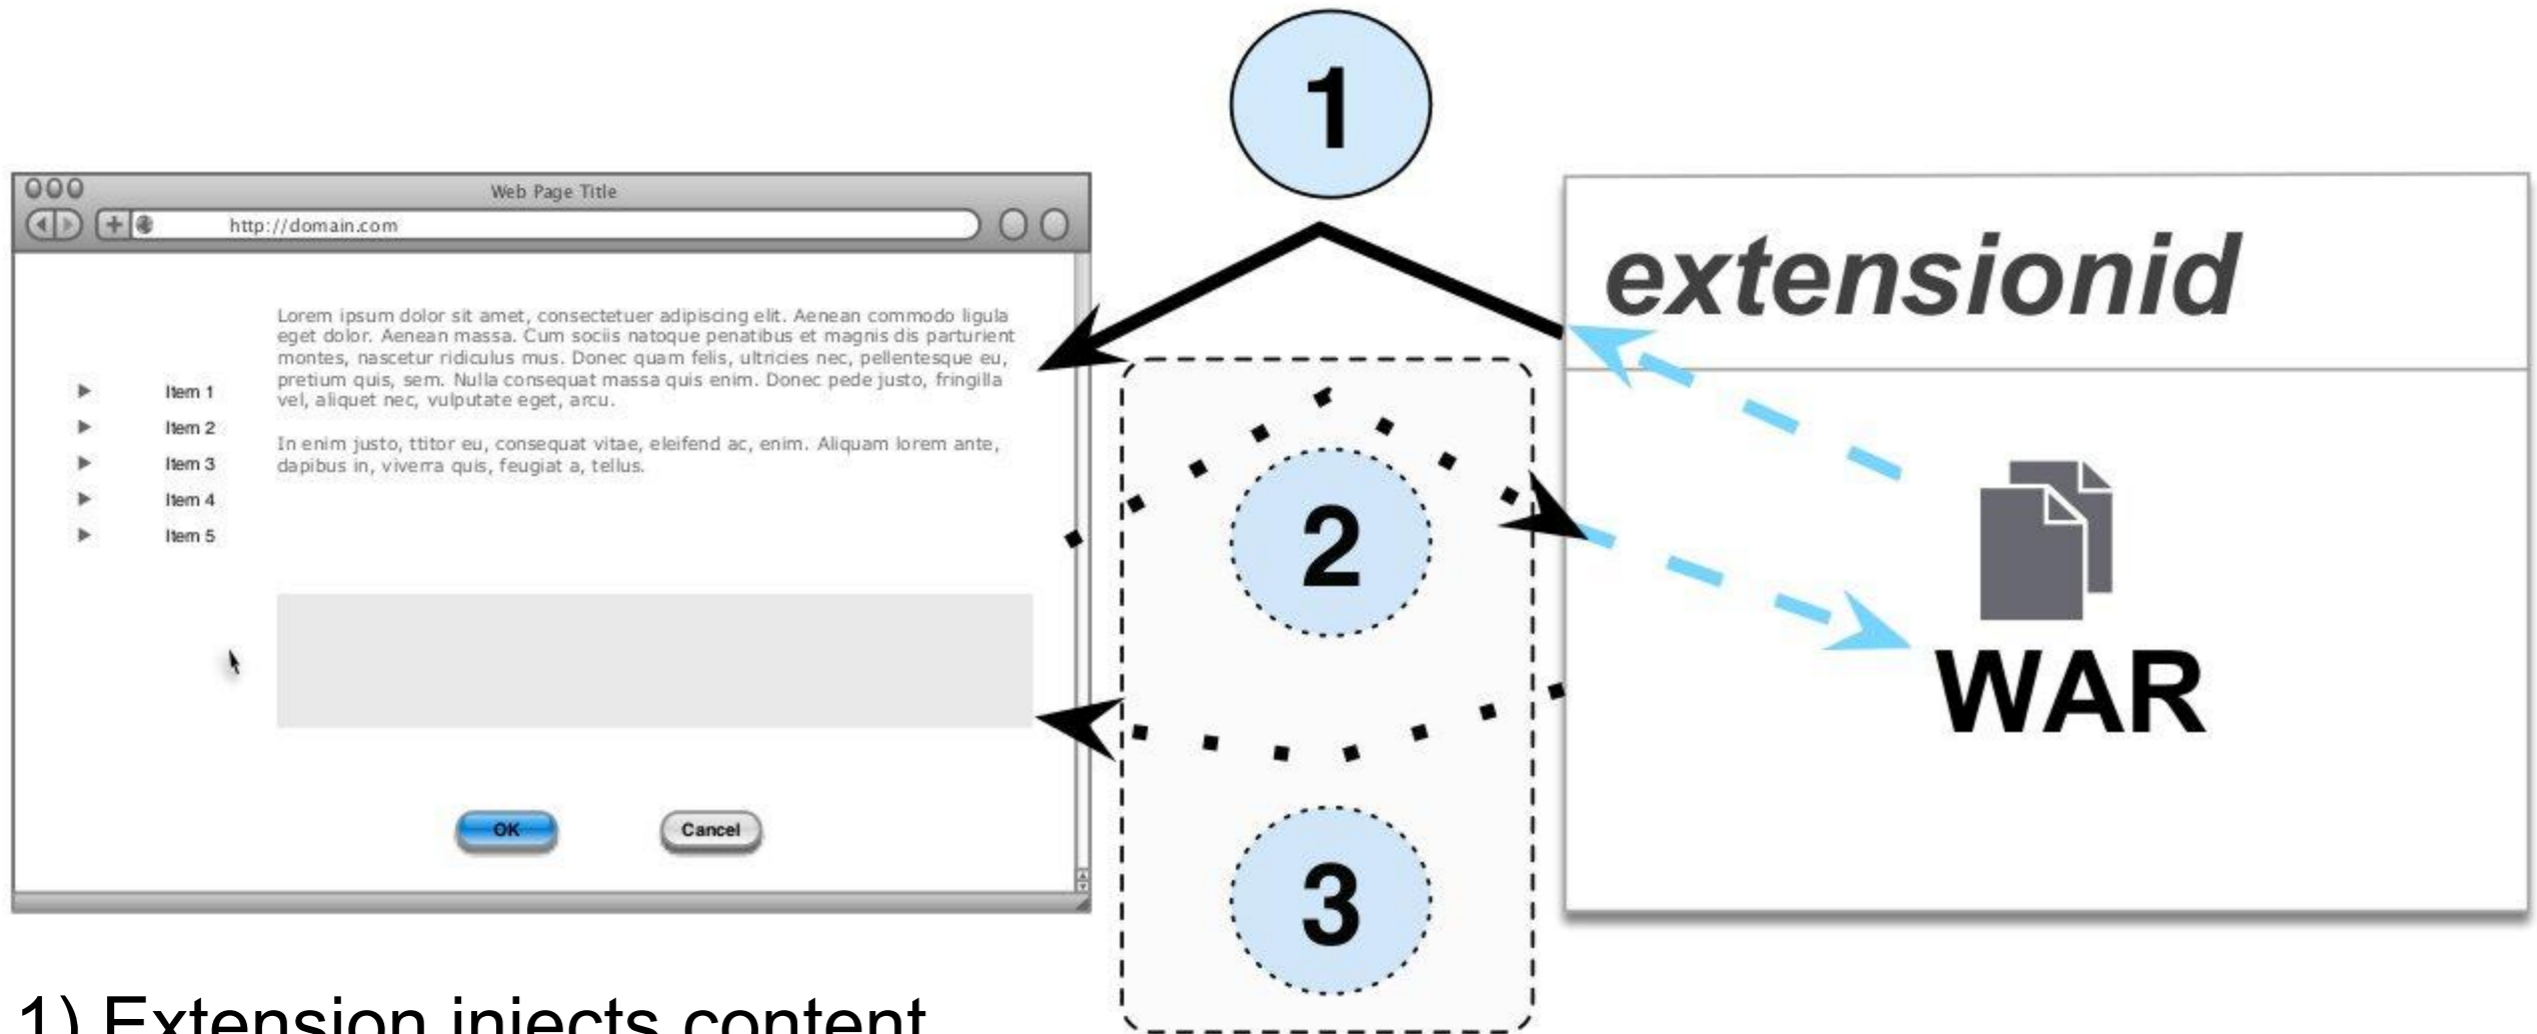 1
Web Page Title
http://domain.com
extensionid
Lorem ipsum dolor sit amet, consectetuer adipiscing elit. Aenean commodo ligula
eget dolor. Aenean massa. Cum sociis natoque penatibus et magnis dis parturient
montes, nascetur ridiculus mus. Donec quam felis, ultricies nec, pellentesque eu,
pretium quis, sem. Nulla consequat massa quis enim. Donec pede justo, fringilla
vel, aliquet nec, vulputate eget, arcu.
In enim justo, ttitor eu, consequat vitae, eleifend ac, enim. Aliquam lorem ante,
dapibus in, viverra quis, feugiat a, tellus.
Item 1
Item 2
Item 3
Item 4
Item 5
OK
Cancel
2
3
WAR
1) Extension injects content